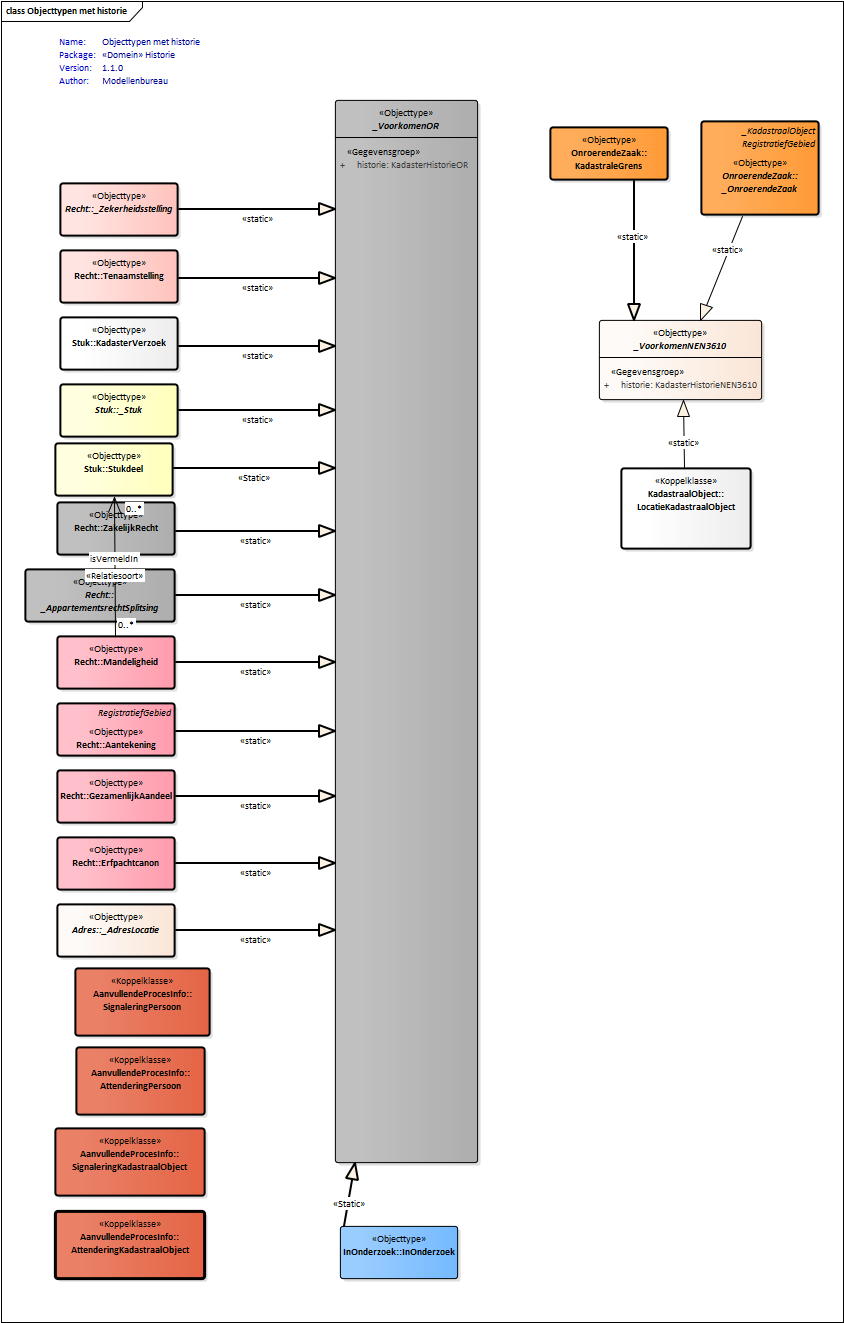 class Objecttypen met historie
Name: Objecttypen met historie
Package: «Domein» Historie
Version: 1.1.0
Author: Modellenbureau
«Objecttype»
_VoorkomenOR
«Gegevensgroep»
+ historie: KadasterHistorieOR
«Objecttype»
OnroerendeZaak::
KadastraleGrens
_KadastraalObject
RegistratiefGebied
«Objecttype»
OnroerendeZaak::
_OnroerendeZaak
«static»
«static»
«Objecttype»
_VoorkomenNEN3610
«Gegevensgroep»
+ historie: KadasterHistorieNEN3610
«static»
«Koppelklasse»
KadastraalObject::
LocatieKadastraalObject
«Objecttype»
Recht::_Zekerheidsstelling
«static»
«Objecttype»
Recht::Tenaamstelling
«static»
«Objecttype»
Stuk::KadasterVerzoek
«static»
«Objecttype»
Stuk::_Stuk
«static»
«Objecttype»
Stuk::Stukdeel
«Static»
0..*
«Objecttype»
Recht::ZakelijkRecht
«static»
isVermeldIn
«Relatiesoort»
«Objecttype»
Recht::
_AppartementsrechtSplitsing
«static»
0..*
«Objecttype»
Recht::Mandeligheid
«static»
RegistratiefGebied
«Objecttype»
Recht::Aantekening
«static»
«Objecttype»
Recht::GezamenlijkAandeel
«static»
«Objecttype»
Recht::Erfpachtcanon
«static»
«Objecttype»
Adres::_AdresLocatie
«static»
«Koppelklasse»
AanvullendeProcesInfo::
SignaleringPersoon
«Koppelklasse»
AanvullendeProcesInfo::
AttenderingPersoon
«Koppelklasse»
AanvullendeProcesInfo::
SignaleringKadastraalObject
«Koppelklasse»
AanvullendeProcesInfo::
AttenderingKadastraalObject
«Static»
«Objecttype»
InOnderzoek::InOnderzoek